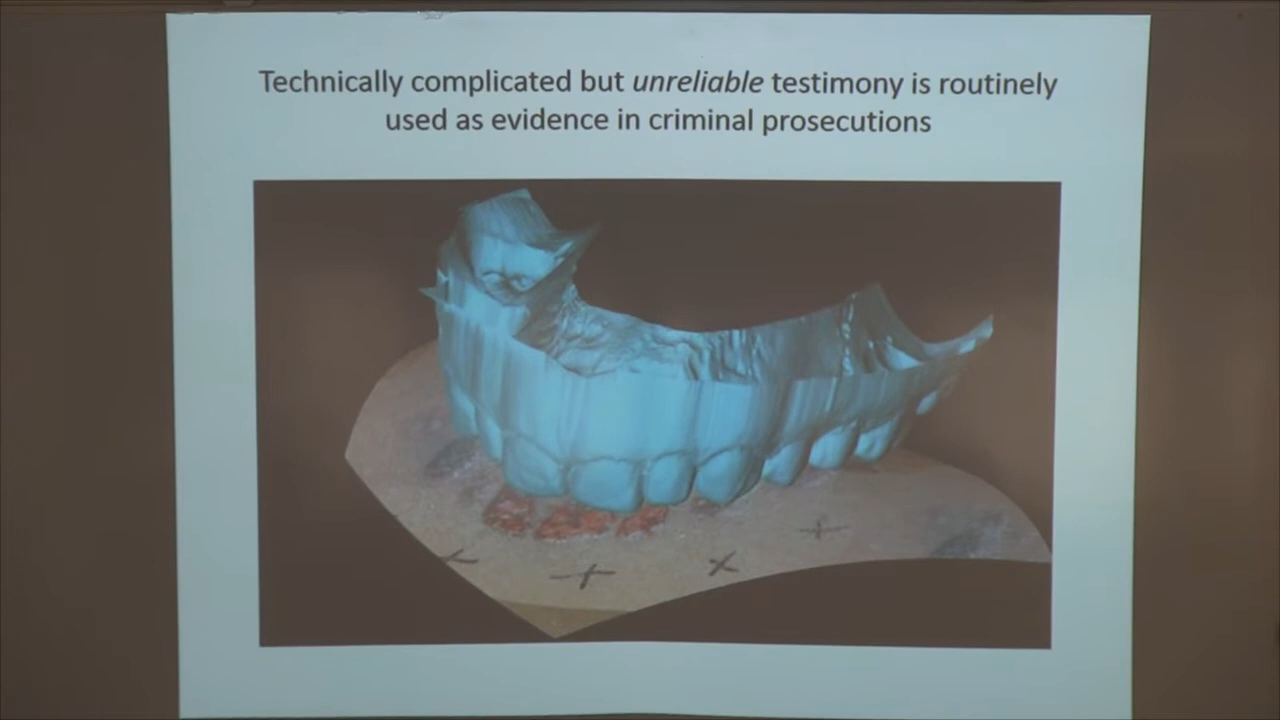 Technically complicated but unreliable testimony is routinely
used as evidence in criminal prosecutions